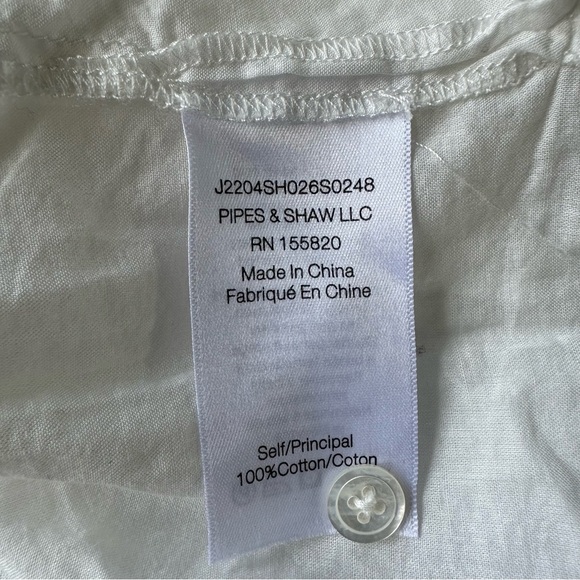 J2204SH026S0248
PIPES & SHAW LLC
RN 155820
Made In China
Fabriqué En Chine
Self/Principal
100%Cotton/Coton